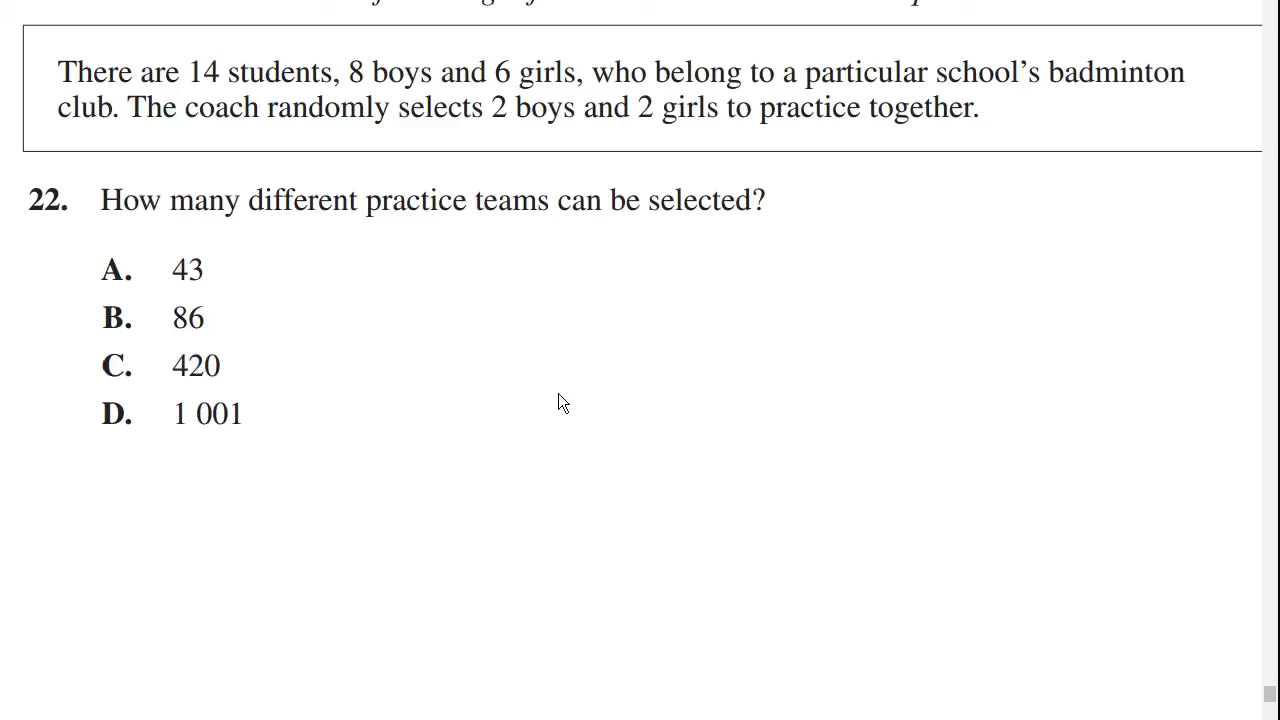 There are 14 students, 8 boys and 6 girls, who belong to a particular school's badminton
club. The coach randomly selects 2 boys and 2 girls to practice together.
22. How many different practice teams can be selected?
A. 43
B. 86
C. 420
D. 1 001